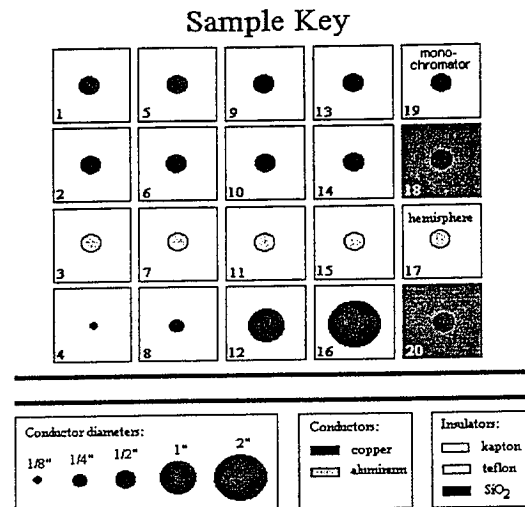 Sample Key
mono-
chromator
1 5 9 13 19
2 6 10 14 18
hemisphere
3 7 11 15 17
4 8 12 16 20
Conductor diameters:
1/8" 1/4" 1/2" 1" 2"
Conductors:
copper
aluminum
Insulators:
kapton
teflon
SiO2